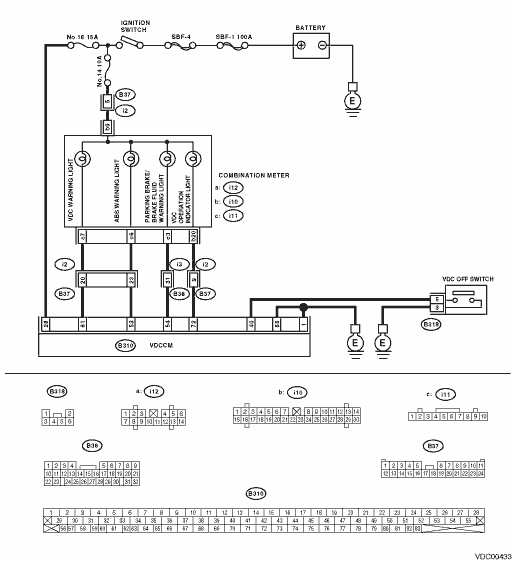 IGNITION
SWITCH
BATTERY
No.18 15A
SBF-4
SBF-1 100A
No.14 10A
E
5
B37
i2
b9
VDC WARNING LIGHT
ABS WARNING LIGHT
PARKING BRAKE/
BRAKE FLUID
WARNING LIGHT
VDC
OPERATION
INDICATOR LIGHT
COMBINATION METER
a: i12
b: i10
c: i11
c3
b20
i2
i3
i2
20
23
31
9
B37
B36
B37
VDC OFF SWITCH
5
3
B318
61
53
54
72
1
B310
VDCCM
E
E
B318
a: i12
b: i10
c: i11
1 2
3 4 5 6
1 2 3 4 5 6
7 8 9 10 11 12 13 14
1 2 3 4 5 6 7 8 9 10 11 12 13 14
15 16 17 18 19 20 21 22 23 24 25 26 27 28 29 30
1 2 3 4 5 6 7 8 9 10
B36
B37
1 2 3 4 5 6 7 8 9
10 11 12 13 14 15 16 17 18 19 20 21
22 23 24 25 26 27 28 29 30 31 32
1 2 3 4 5 6 7 8 9 10 11
12 13 14 15 16 17 18 19 20 21 22 23 24
B310
1 2 3 4 5 6 7 8 9 10 11 12 13 14 15 16 17 18 19 20 21 22 23 24 25 26 27 28
29 30 31 32 33 34 35 36 37 38 39 40 41 42 43 44 45 46 47 48 49 50 51 52 53 54 55
56 57 58 59 60 61 62 63 64 65 66 67 68 69 70 71 72 73 74 75 76 77 78 79 80 81 82 83
VDC00433